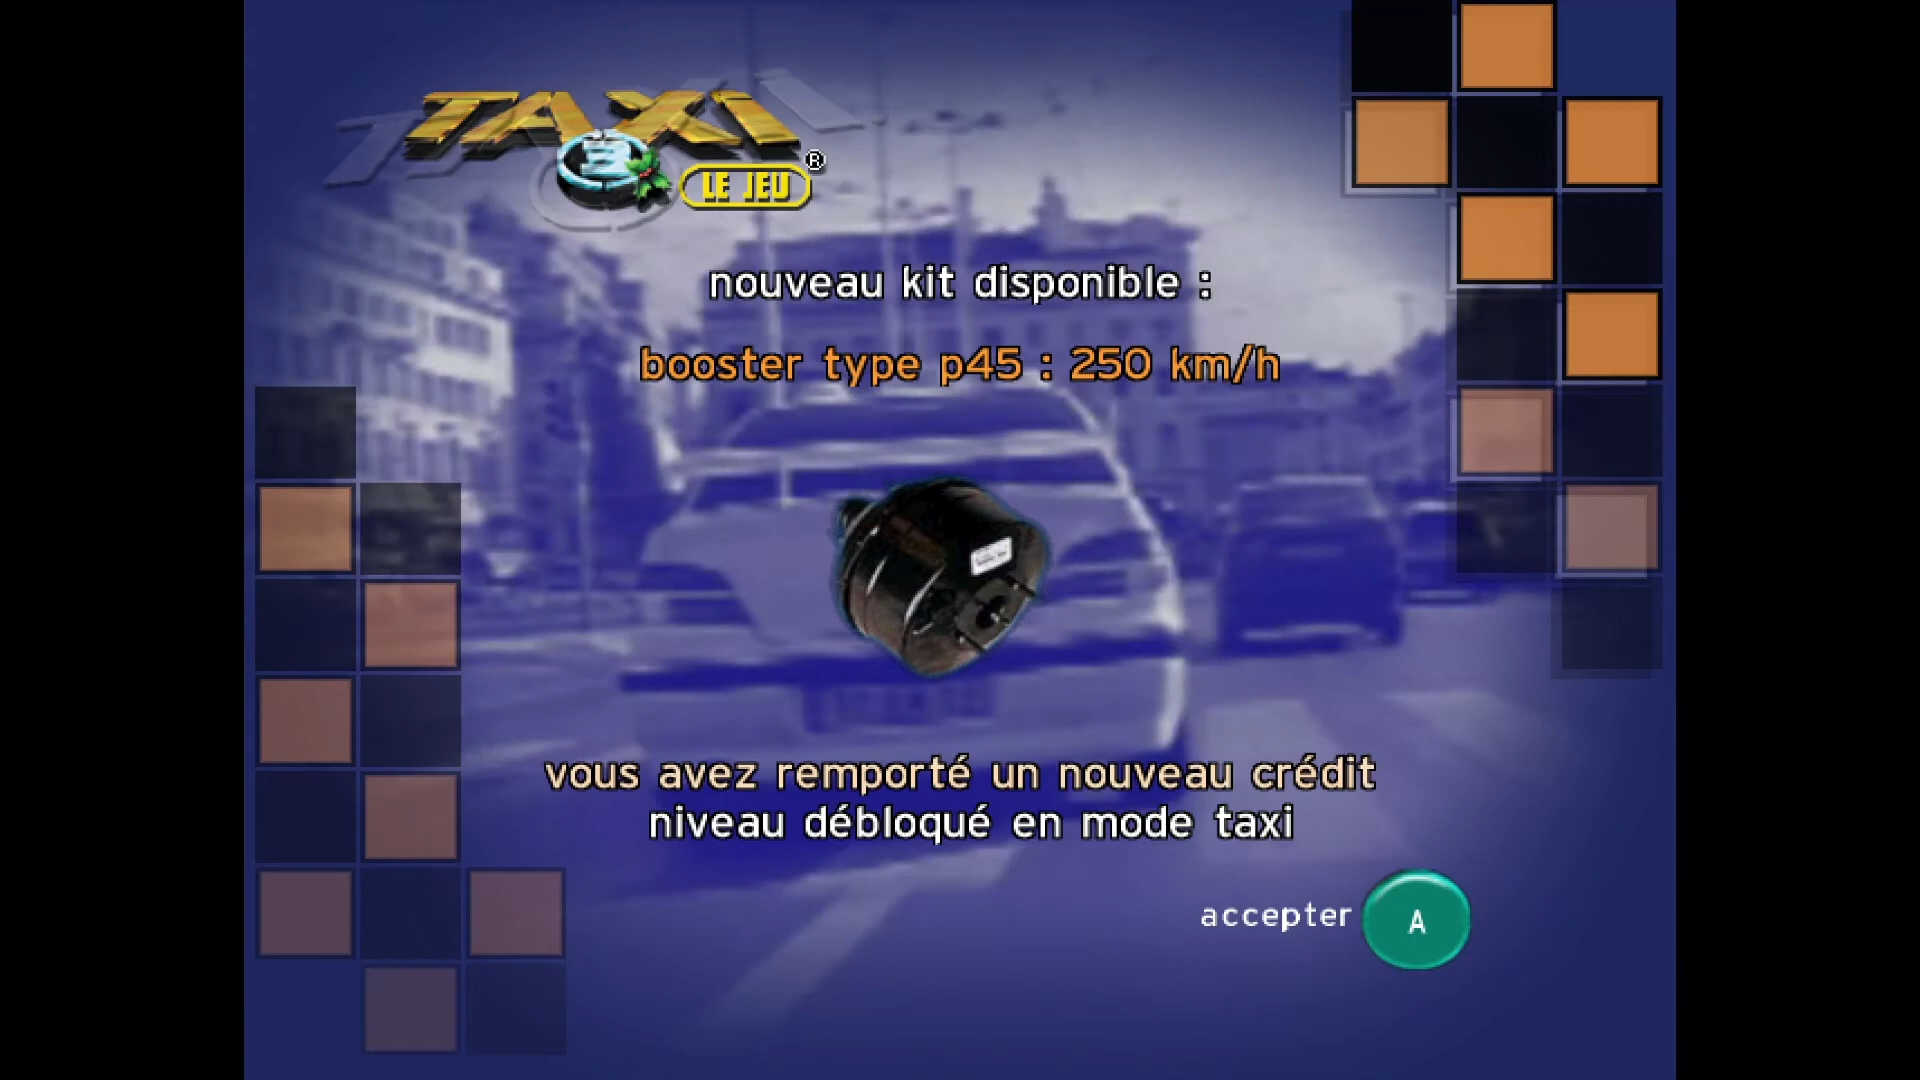 TAXI
3
LE JEU ®
nouveau kit disponible :
booster type p45 : 250 km/h
vous avez remporté un nouveau crédit
niveau débloqué en mode taxi
accepter A